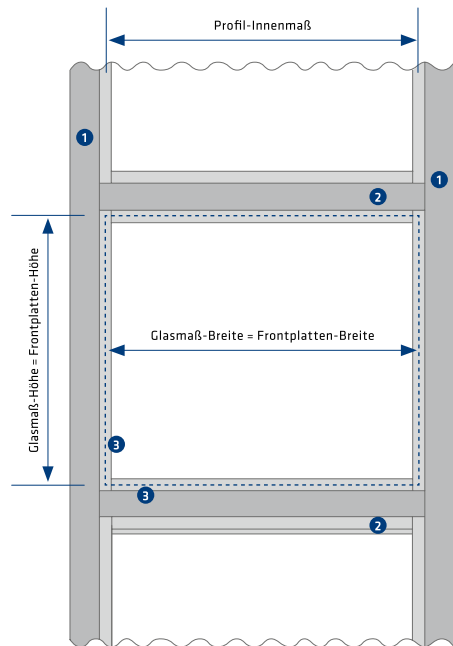 Profil-Innenmaß
1
1
2
Glasmaß-Höhe = Frontplatten-Höhe
Glasmaß-Breite = Frontplatten-Breite
3
3
2